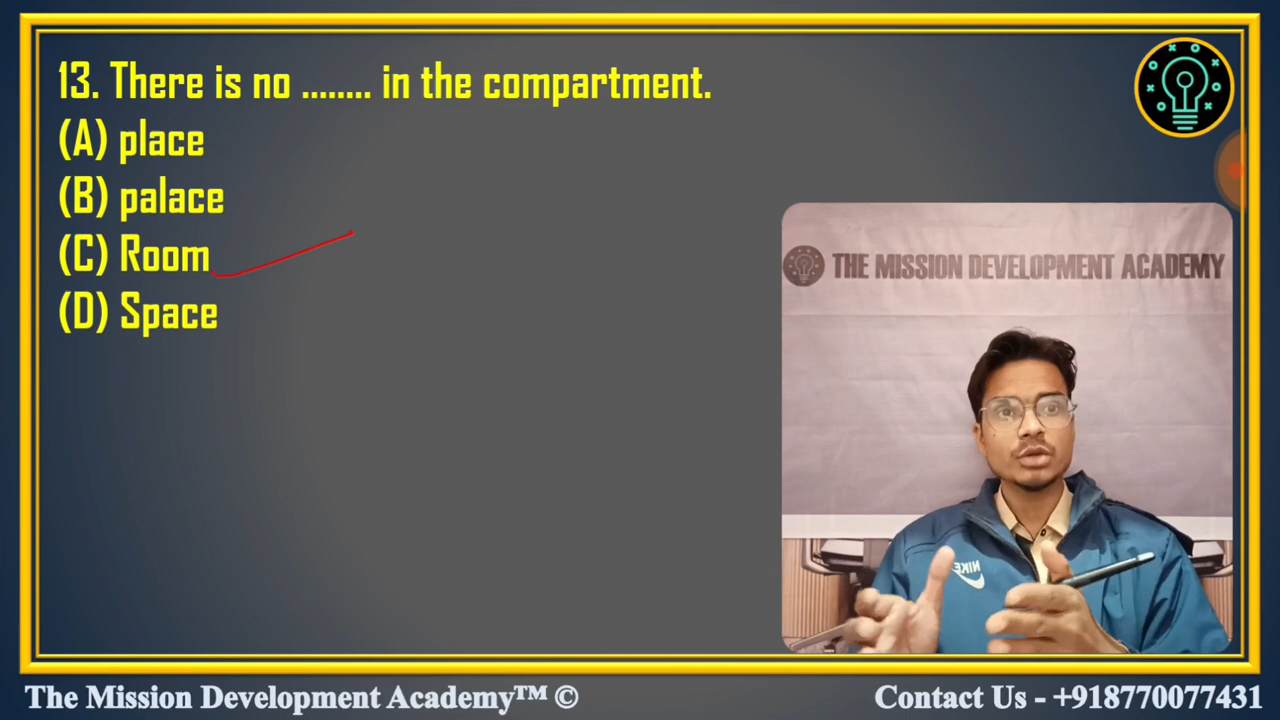 13. There is no ........ in the compartment.
(A) place
(B) palace
(C) Room
(D) Space
THE MISSION DEVELOPMENT ACADEMY
NIKE
The Mission Development Academy™ ©
Contact Us - +918770077431